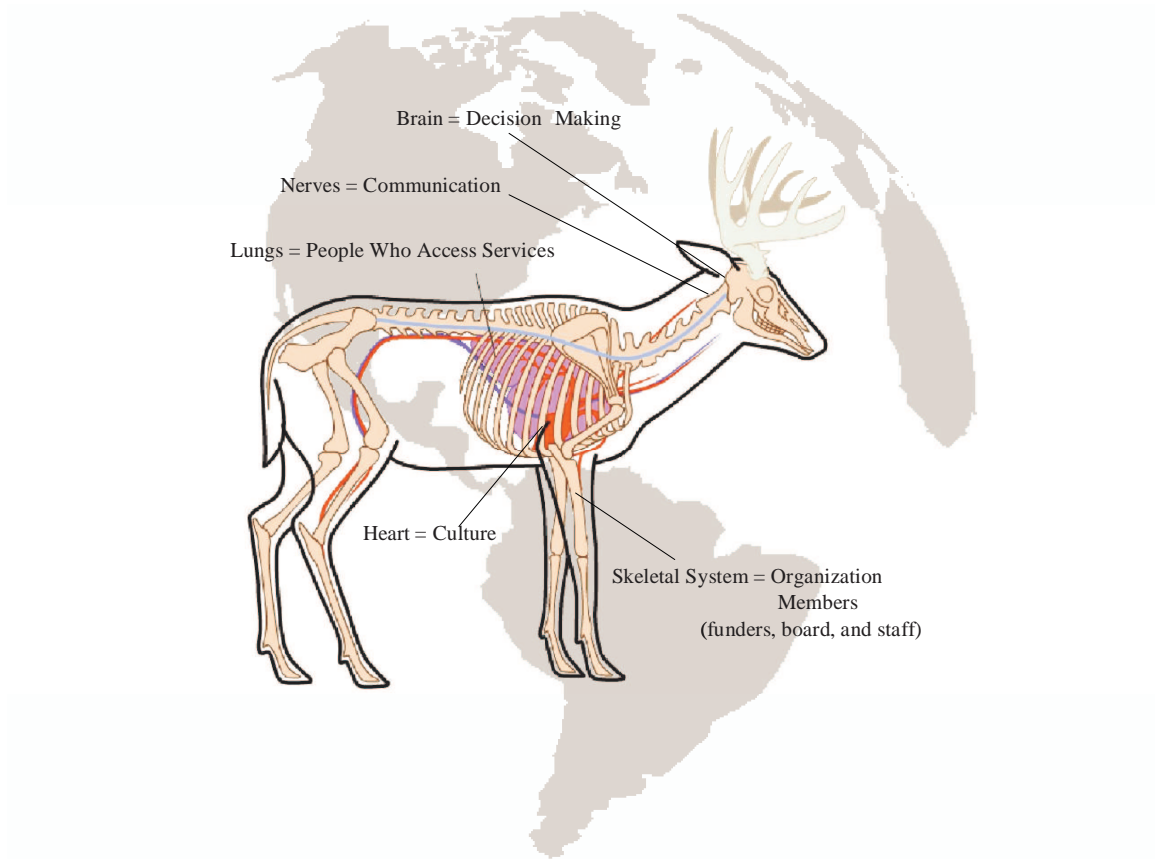 Brain = Decision Making
Nerves = Communication
Lungs = People Who Access Services
Heart = Culture
Skeletal System = Organization
Members
(funders, board, and staff)